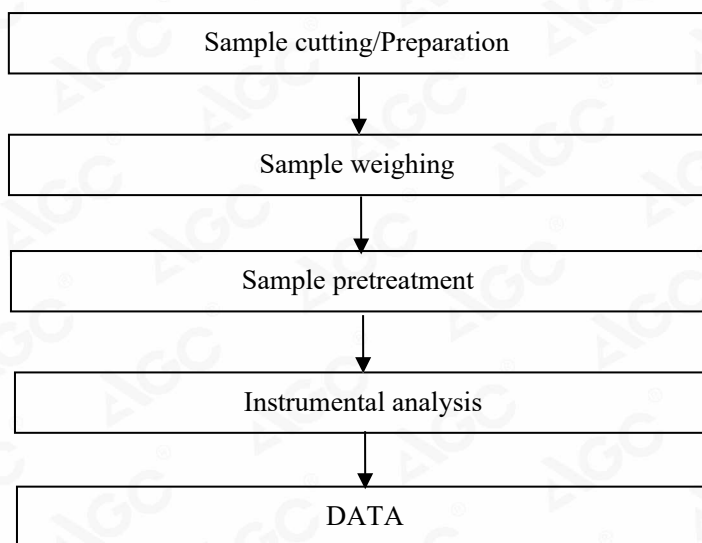 Sample cutting/Preparation
Sample weighing
Sample pretreatment
Instrumental analysis
DATA